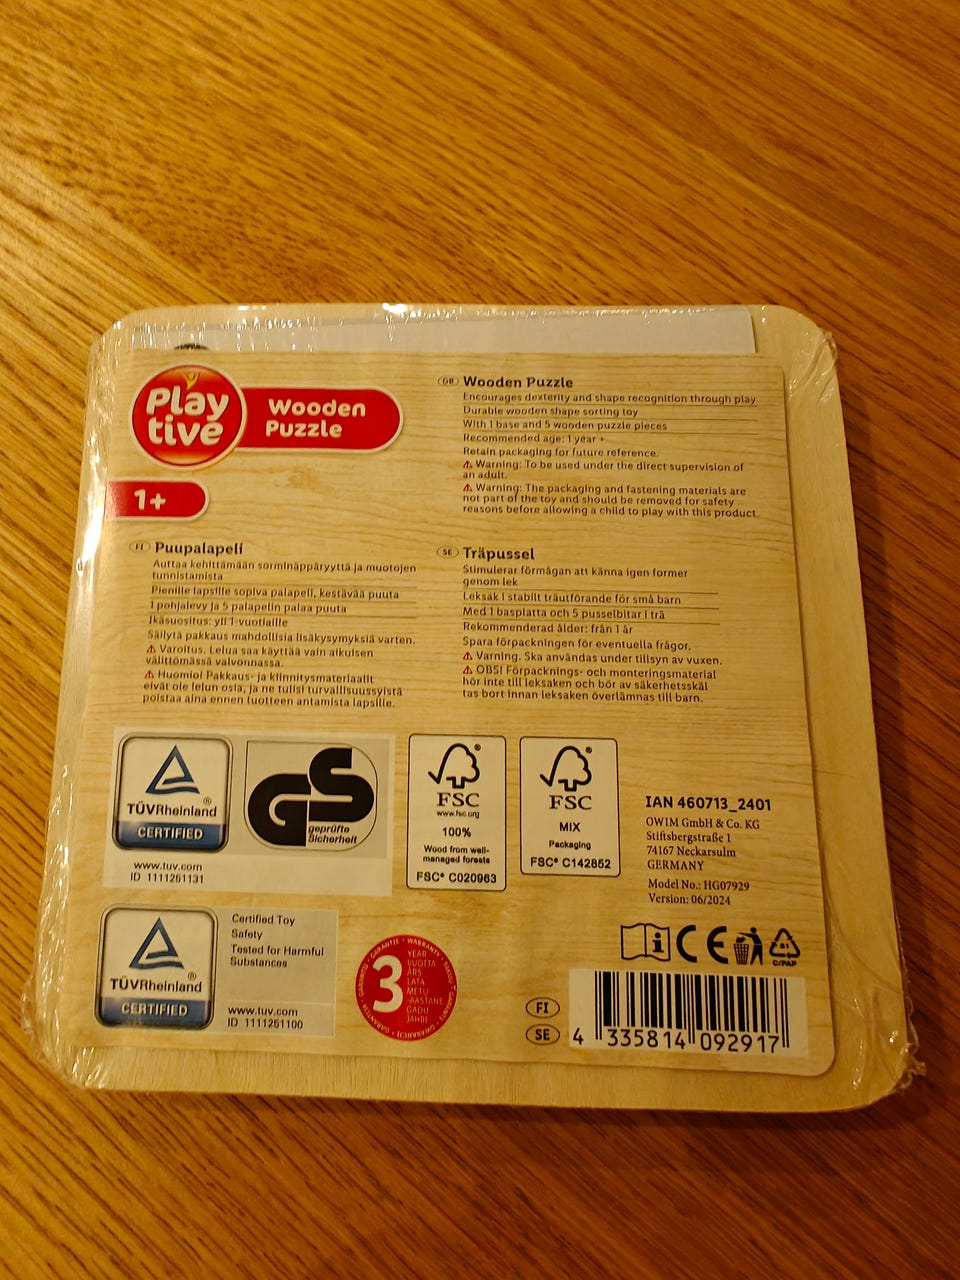 Play
tive
Wooden
Puzzle
1+
GB Wooden Puzzle
Encourages dexterity and shape recognition through play
Durable wooden shape sorting toy
With 1 base and 5 wooden puzzle pieces
Recommended age: 1 year +
Retain packaging for future reference.
Warning: To be used under the direct supervision of
an adult.
Warning: The packaging and fastening materials are
not part of the toy and should be removed for safety
reasons before allowing a child to play with this product.
FI Puupalapeli
Auttaa kehittämään sorminäppäryyttä ja muotojen
tunnistamista
Pienille lapsille sopiva palapeli, kestävää puuta
1 pohjalevy ja 5 palapelin palaa puuta
Ikäsuositus: yli 1-vuotiaille
Säilytä pakkaus mahdollisia lisäkysymyksiä varten.
Varoitus. Lelua saa käyttää vain aikuisen
välittömässä valvonnassa.
Huomio! Pakkaus- ja kiinnitysmateriaalit
eivät ole lelun osia, ja ne tulisi turvallisuussyistä
poistaa aina ennen tuotteen antamista lapsille.
SE Träpussel
Stimulerar förmågan att känna igen former
genom lek
Leksak i stabilt träutförande för små barn
Med 1 basplatta och 5 pusselbitar i trä
Rekommenderad ålder: från 1 år
Spara förpackningen för eventuella frågor.
Varning. Ska användas under tillsyn av vuxen.
OBS! Förpacknings- och monteringsmaterial
hör inte till leksaken och bör av säkerhetsskäl
tas bort innan leksaken överlämnas till barn.
TÜVRheinland®
CERTIFIED
www.tuv.com
ID 1111251131
GS
geprüfte
Sicherheit
FSC®
www.fsc.org
100%
Wood from well-
managed forests
FSC® C020963
FSC®
MIX
Packaging
FSC® C142852
IAN 460713_2401
OWIM GmbH & Co. KG
Stiftsbergstraße 1
74167 Neckarsulm
GERMANY
Model No.: HG07929
Version: 06/2024
TÜVRheinland®
CERTIFIED
Certified Toy
Safety
Tested for Harmful
Substances
www.tuv.com
ID 1111251100
3
YEAR
VUOTTA
ÅRS
LATA
METU
-AASTANE
GADU
JAHRE
GARANTIE • WARRANTY
CE
81
C/PAP
FI
SE
4 335814 092917